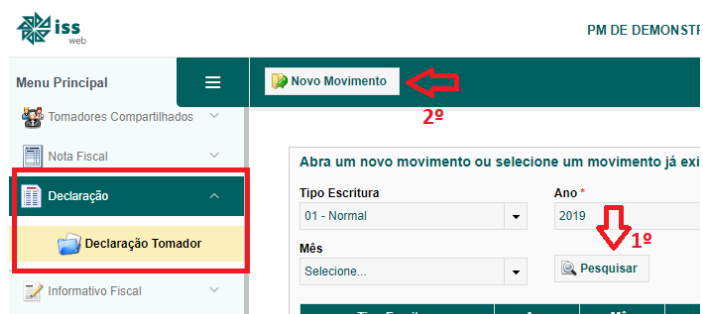 iss
web
PM DE DEMONSTR
Menu Principal
Novo Movimento
2º
Tomadores Compartilhados
Nota Fiscal
Declaração
Declaração Tomador
Informativo Fiscal
Abra um novo movimento ou selecione um movimento já exi
Tipo Escritura
Ano *
01 - Normal
2019
1º
Mês
Selecione...
Pesquisar